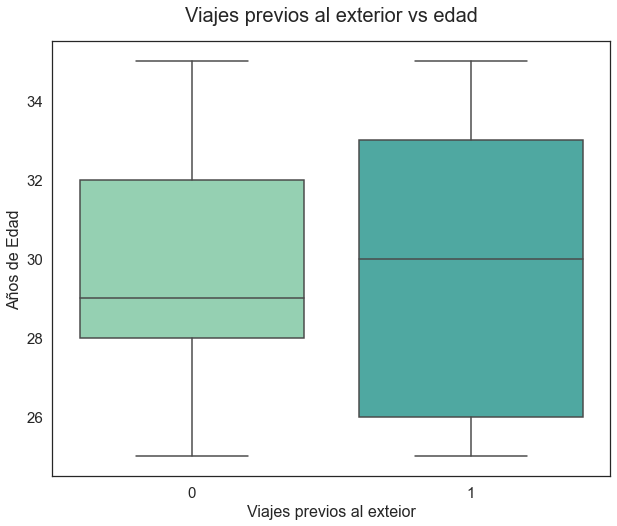 Viajes previos al exterior vs edad
Años de Edad
34
32
30
28
26
0 1
Viajes previos al exteior